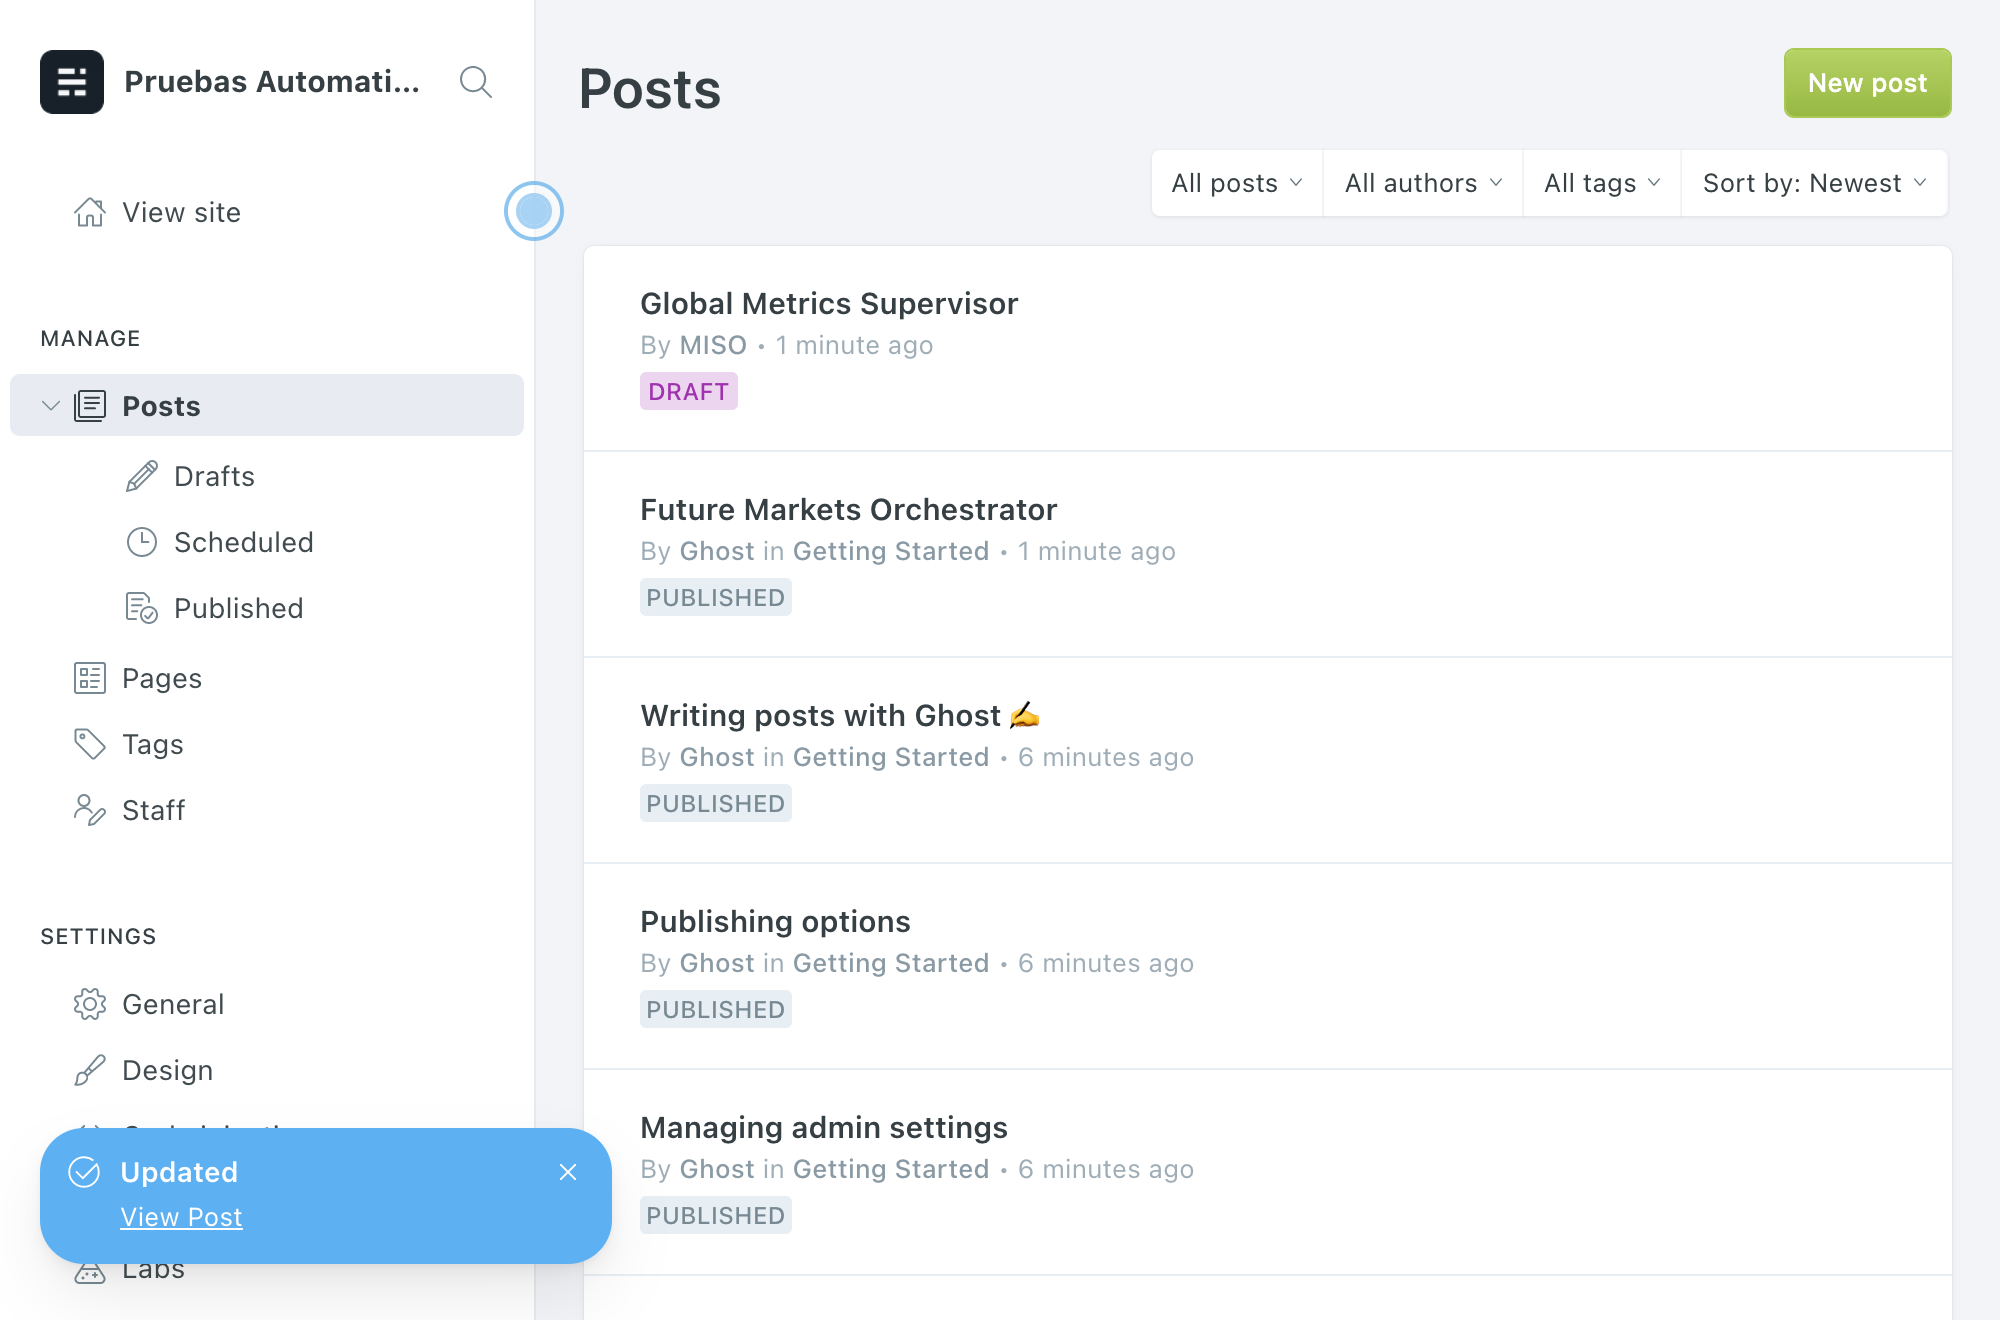 Pruebas Automati...
View site
MANAGE
Posts
Drafts
Scheduled
Published
Pages
Tags
Staff
SETTINGS
General
Design
Updated
View Post
Labs
Posts
New post
All posts
All authors
All tags
Sort by: Newest
Global Metrics Supervisor
By MISO • 1 minute ago
DRAFT
Future Markets Orchestrator
By Ghost in Getting Started • 1 minute ago
PUBLISHED
Writing posts with Ghost ✍️
By Ghost in Getting Started • 6 minutes ago
PUBLISHED
Publishing options
By Ghost in Getting Started • 6 minutes ago
PUBLISHED
Managing admin settings
By Ghost in Getting Started • 6 minutes ago
PUBLISHED